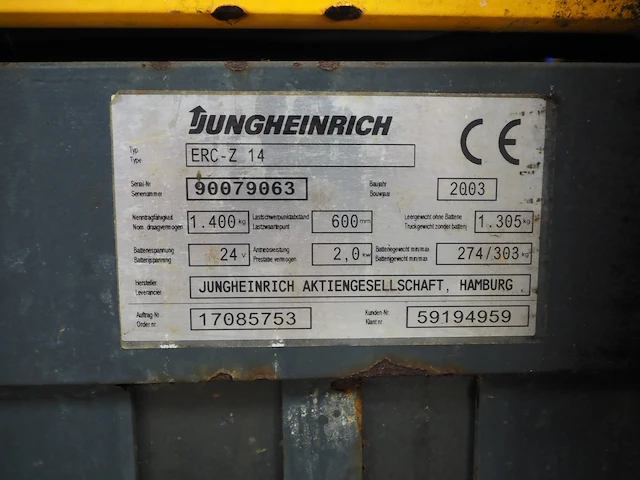 JUNGHEINRICH
CE
Typ.
Type. ERC-Z 14
Serial-Nr 90079063 Baujahr 2003
Serienummer Bouwjaar
Nenntragfähigkeit 1.400 kg Lastschwerpunktabstand 600 mm Leergewicht ohne Batterie 1.305 kg
Nom. draagvermogen Lastzwaartepunt Truckgewicht zonder batterij
Batteriespannung 24 V Antriebsleistung 2,0 kW Batteriegewicht min/max 274/303 kg
Batterijspanning Prestatie vermogen Batterijgewicht min/max
Hersteller JUNGHEINRICH AKTIENGESELLSCHAFT, HAMBURG
Leverancier
Auftrag-Nr 17085753 Kunden-Nr. 59194959
Order nr. Klant nr.